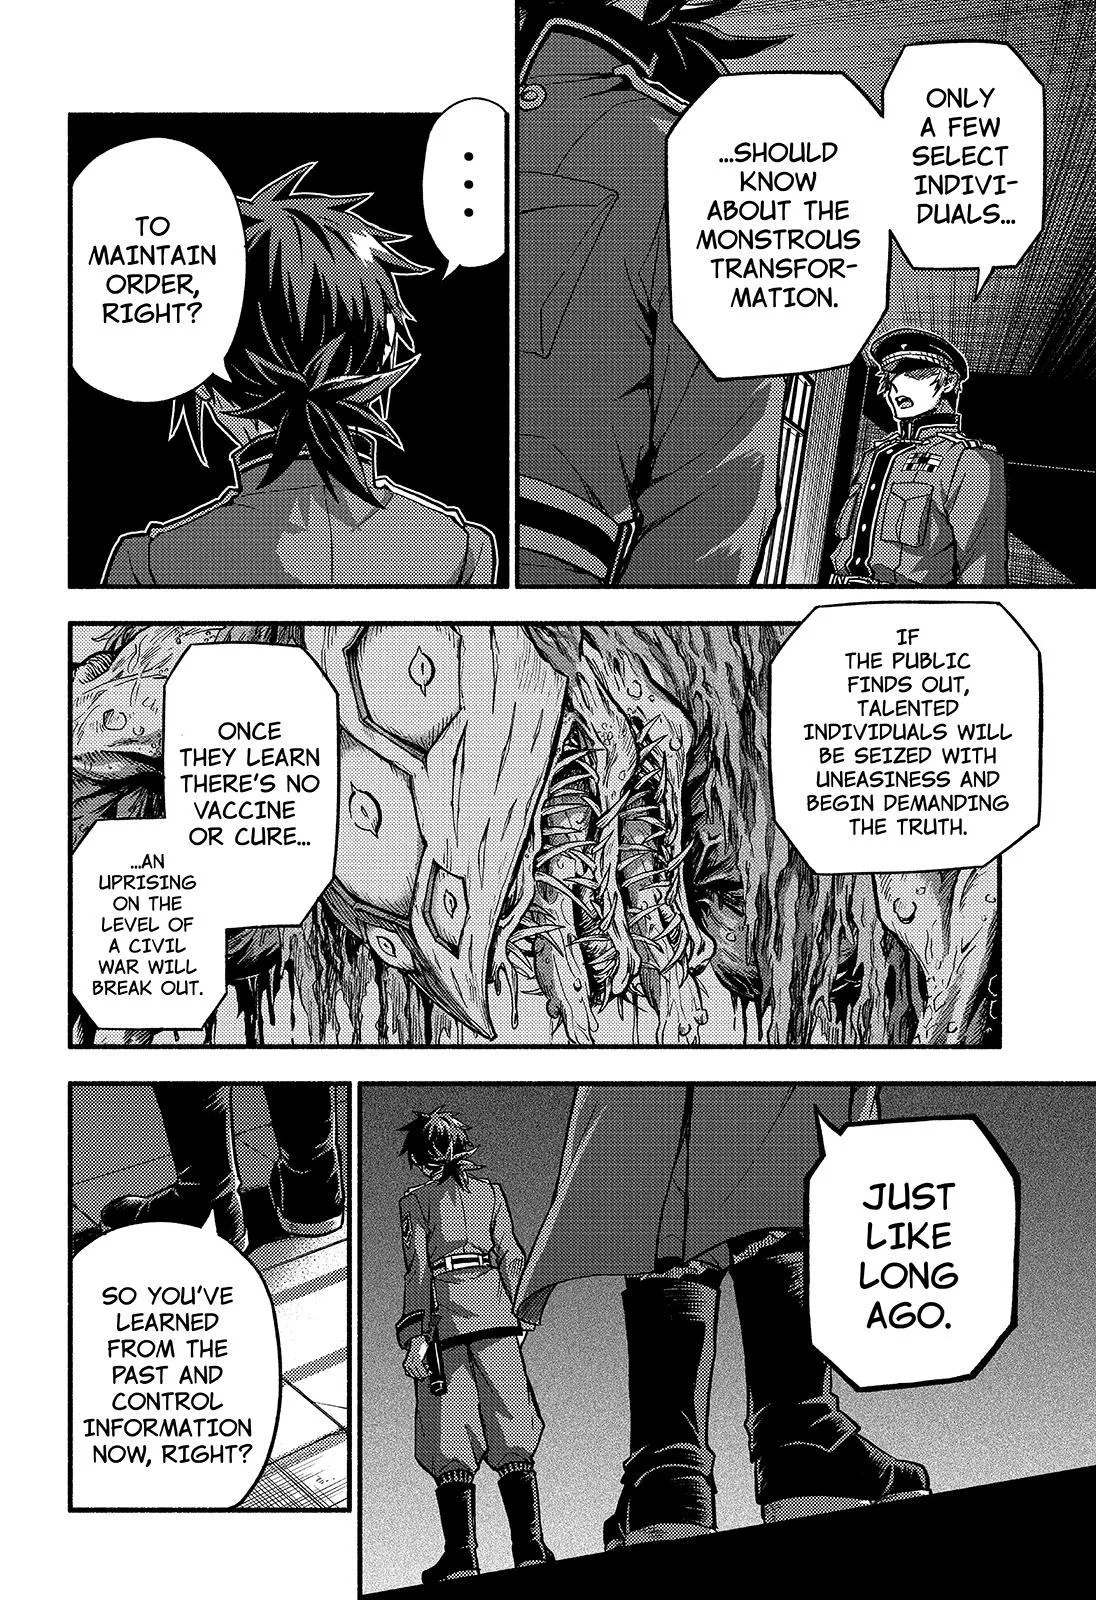 ONLY
A FEW
SELECT
INDIVI-
DUALS...
...SHOULD
KNOW
ABOUT THE
MONSTROUS
TRANSFOR-
MATION.
...
TO
MAINTAIN
ORDER,
RIGHT?
IF
THE PUBLIC
FINDS OUT,
TALENTED
INDIVIDUALS WILL
BE SEIZED WITH
UNEASINESS AND
BEGIN DEMANDING
THE TRUTH.
ONCE
THEY LEARN
THERE'S NO
VACCINE
OR CURE...
...AN
UPRISING
ON THE
LEVEL OF
A CIVIL
WAR WILL
BREAK OUT.
JUST
LIKE
LONG
AGO.
SO YOU'VE
LEARNED
FROM THE
PAST AND
CONTROL
INFORMATION
NOW, RIGHT?